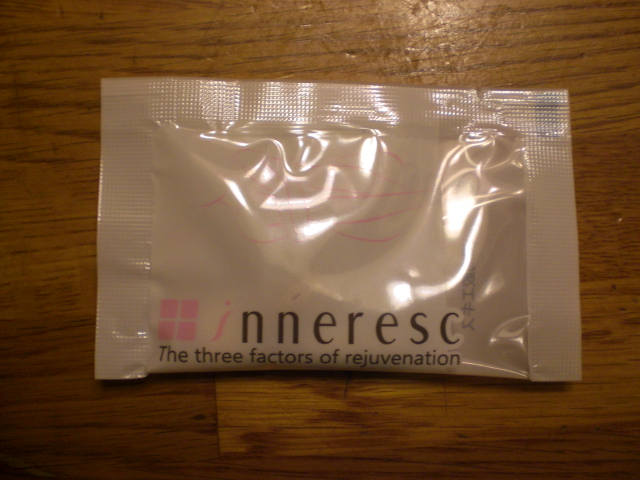 inneresc
The three factors of rejuvenation